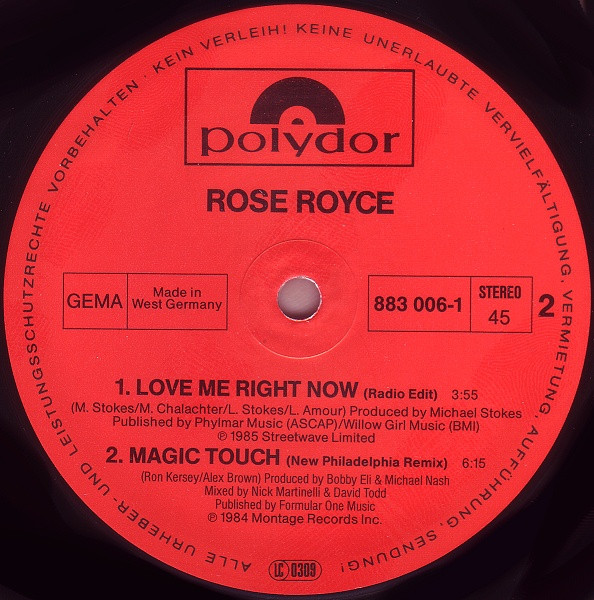 ALLE URHEBER- UND LEISTUNGSSCHUTZRECHTE VORBEHALTEN · KEIN VERLEIH! KEINE UNERLAUBTE VERVIELFÄLTIGUNG, VERMIETUNG, AUFFÜHRUNG, SENDUNG!
polydor
ROSE ROYCE
GEMA
Made in
West Germany
883 006-1
STEREO
45
2
1. LOVE ME RIGHT NOW (Radio Edit) 3:55
(M. Stokes/M. Chalachter/L. Stokes/L. Amour) Produced by Michael Stokes
Published by Phylmar Music (ASCAP)/Willow Girl Music (BMI)
℗ 1985 Streetwave Limited
2. MAGIC TOUCH (New Philadelphia Remix) 6:15
(Ron Kersey/Alex Brown) Produced by Bobby Eli & Michael Nash
Mixed by Nick Martinelli & David Todd
Published by Formular One Music
℗ 1984 Montage Records Inc.
LC 0309